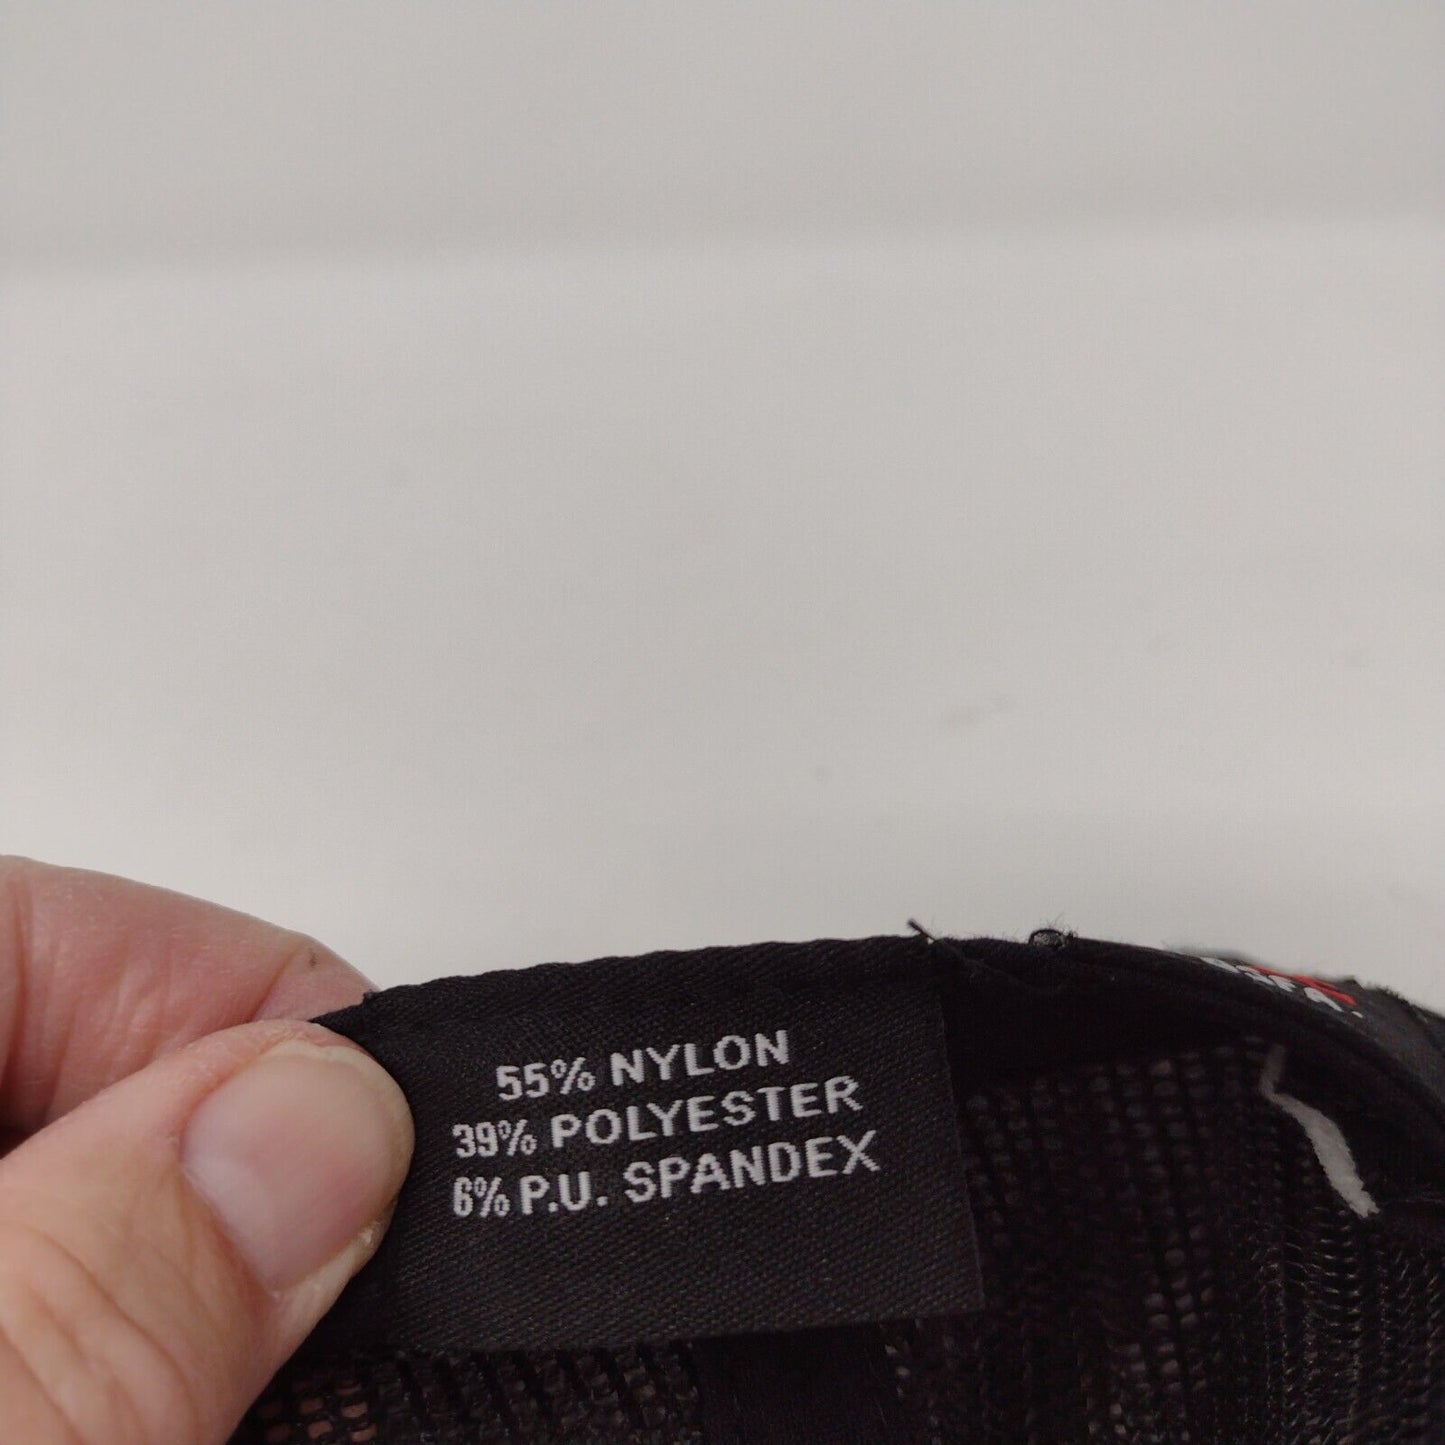 55% NYLON
39% POLYESTER
6% P.U. SPANDEX